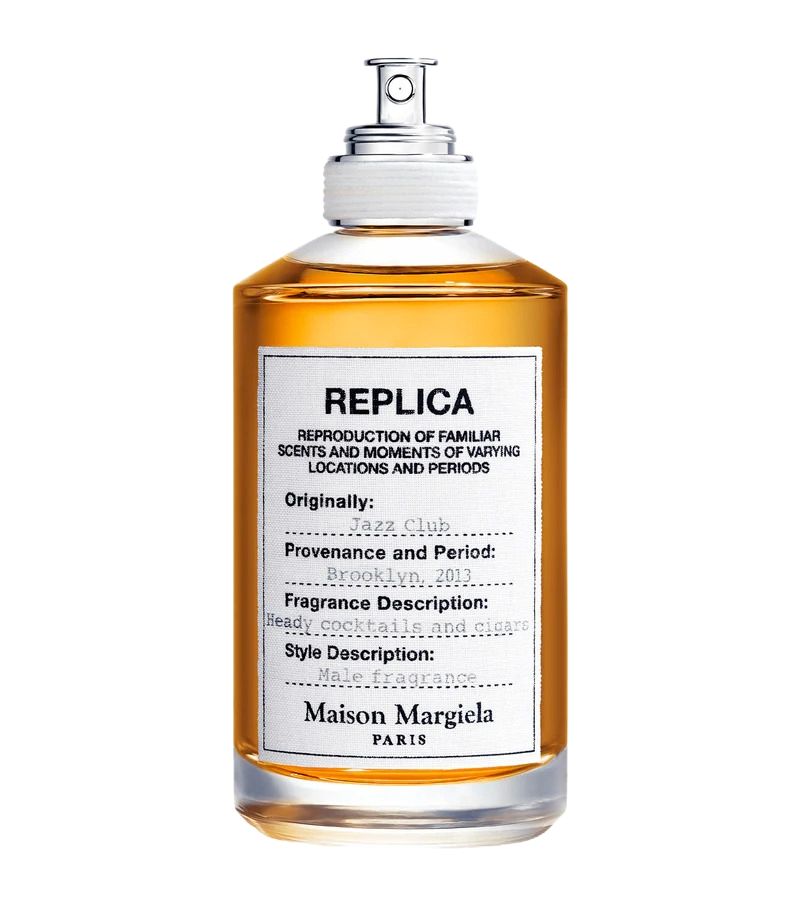 REPLICA
REPRODUCTION OF FAMILIAR
SCENTS AND MOMENTS OF VARYING
LOCATIONS AND PERIODS
Originally:
Jazz Club
Provenance and Period:
Brooklyn, 2013
Fragrance Description:
Heady cocktails and cigars
Style Description:
Male fragrance
Maison Margiela
PARIS